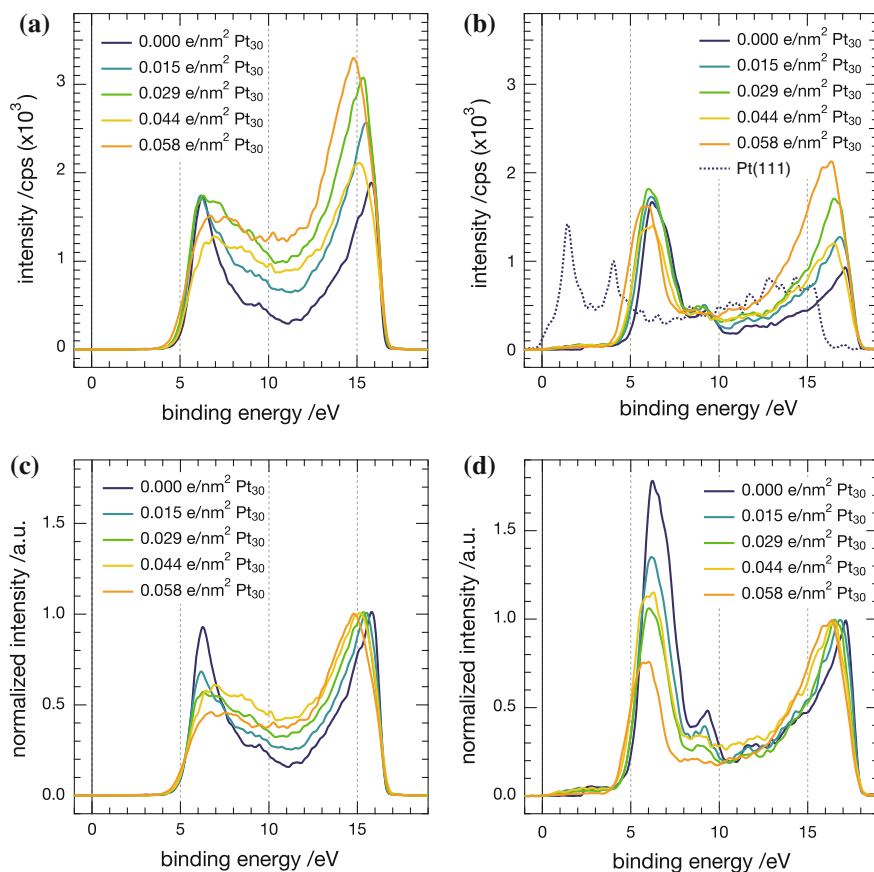 (a)
0.000 e/nm² Pt₃₀
0.015 e/nm² Pt₃₀
0.029 e/nm² Pt₃₀
0.044 e/nm² Pt₃₀
0.058 e/nm² Pt₃₀
3
2
1
0
intensity /cps (x10³)
0 5 10 15
binding energy /eV
(b)
0.000 e/nm² Pt₃₀
0.015 e/nm² Pt₃₀
0.029 e/nm² Pt₃₀
0.044 e/nm² Pt₃₀
0.058 e/nm² Pt₃₀
Pt(111)
3
2
1
0
intensity /cps (x10³)
0 5 10 15
binding energy /eV
(c)
0.000 e/nm² Pt₃₀
0.015 e/nm² Pt₃₀
0.029 e/nm² Pt₃₀
0.044 e/nm² Pt₃₀
0.058 e/nm² Pt₃₀
1.5
1.0
0.5
0.0
normalized intensity /a.u.
0 5 10 15
binding energy /eV
(d)
0.000 e/nm² Pt₃₀
0.015 e/nm² Pt₃₀
0.029 e/nm² Pt₃₀
0.044 e/nm² Pt₃₀
0.058 e/nm² Pt₃₀
1.5
1.0
0.5
0.0
normalized intensity /a.u.
0 5 10 15
binding energy /eV